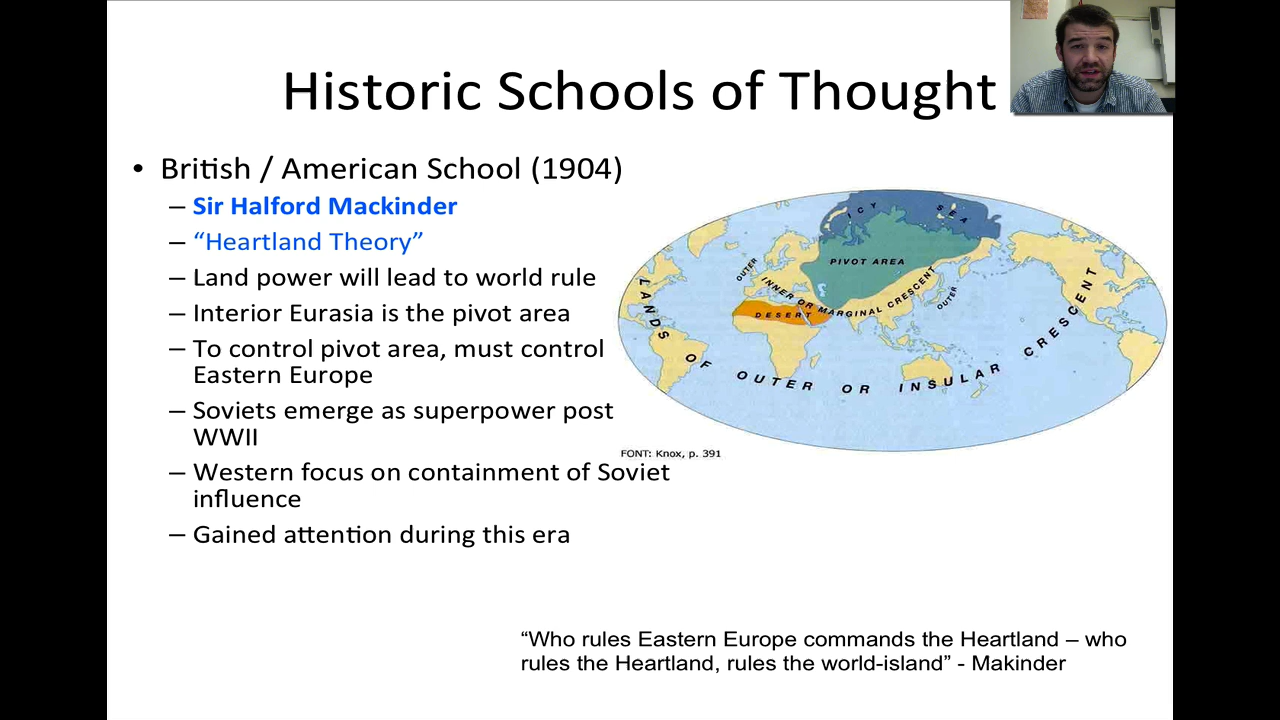 Historic Schools of Thought
• British / American School (1904)
– Sir Halford Mackinder
– “Heartland Theory”
– Land power will lead to world rule
– Interior Eurasia is the pivot area
– To control pivot area, must control
Eastern Europe
– Soviets emerge as superpower post
WWII
– Western focus on containment of Soviet
influence
– Gained attention during this era
ICY SEA
PIVOT AREA
OUTER
INNER OR MARGINAL CRESCENT
OUTER
DESERT
LANDS OF OUTER OR INSULAR CRESCENT
FONT: Knox, p. 391
“Who rules Eastern Europe commands the Heartland – who
rules the Heartland, rules the world-island” - Makinder